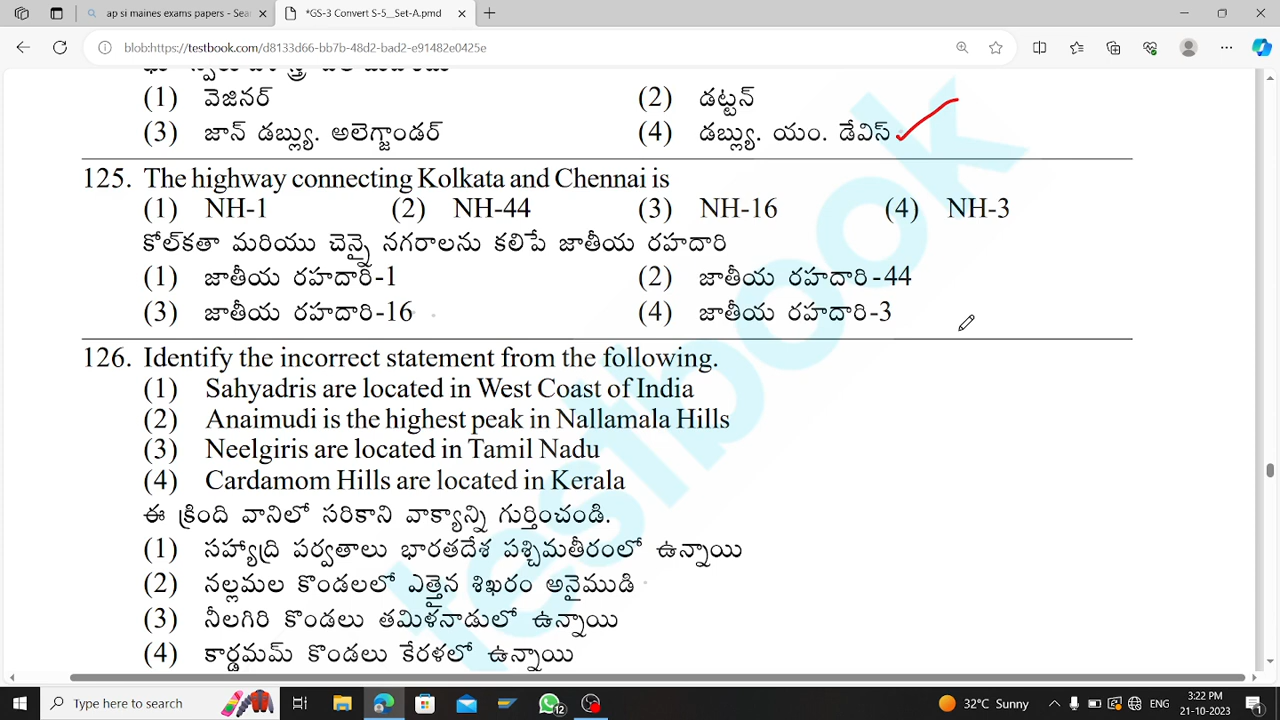 ap si maines exams papers - Sea
*GS-3 Convert S-5__Set-A.pmd
blob:https://testbook.com/d8133d66-bb7b-48d2-bad2-e91482e0425e
(1) వెజినర్ (2) డట్టన్
(3) జాన్ డబ్ల్యు. అలెగ్జాండర్ (4) డబ్ల్యు. యం. డేవిస్
125. The highway connecting Kolkata and Chennai is
(1) NH-1 (2) NH-44 (3) NH-16 (4) NH-3
కోల్‌కతా మరియు చెన్నై నగరాలను కలిపే జాతీయ రహదారి
(1) జాతీయ రహదారి-1 (2) జాతీయ రహదారి-44
(3) జాతీయ రహదారి-16 (4) జాతీయ రహదారి-3
126. Identify the incorrect statement from the following.
(1) Sahyadris are located in West Coast of India
(2) Anaimudi is the highest peak in Nallamala Hills
(3) Neelgiris are located in Tamil Nadu
(4) Cardamom Hills are located in Kerala
ఈ క్రింది వానిలో సరికాని వాక్యాన్ని గుర్తించండి.
(1) సహ్యాద్రి పర్వతాలు భారతదేశ పశ్చిమతీరంలో ఉన్నాయి
(2) నల్లమల కొండలలో ఎత్తైన శిఖరం అనైముడి
(3) నీలగిరి కొండలు తమిళనాడులో ఉన్నాయి
(4) కార్డమమ్ కొండలు కేరళలో ఉన్నాయి
testbook
Type here to search
12
32°C Sunny
ENG
3:22 PM
21-10-2023
1